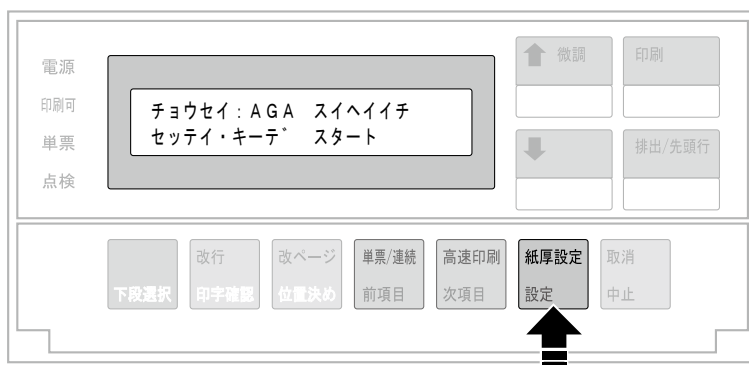 電源
印刷可
単票
点検
チョウセイ：ＡＧＡ　スイヘイイチ
セッテイ・キーデ゛　スタート
微調
印刷
排出/先頭行
下段選択
改行
印字確認
改ページ
位置決め
単票/連続
前項目
高速印刷
次項目
紙厚設定
設定
取消
中止